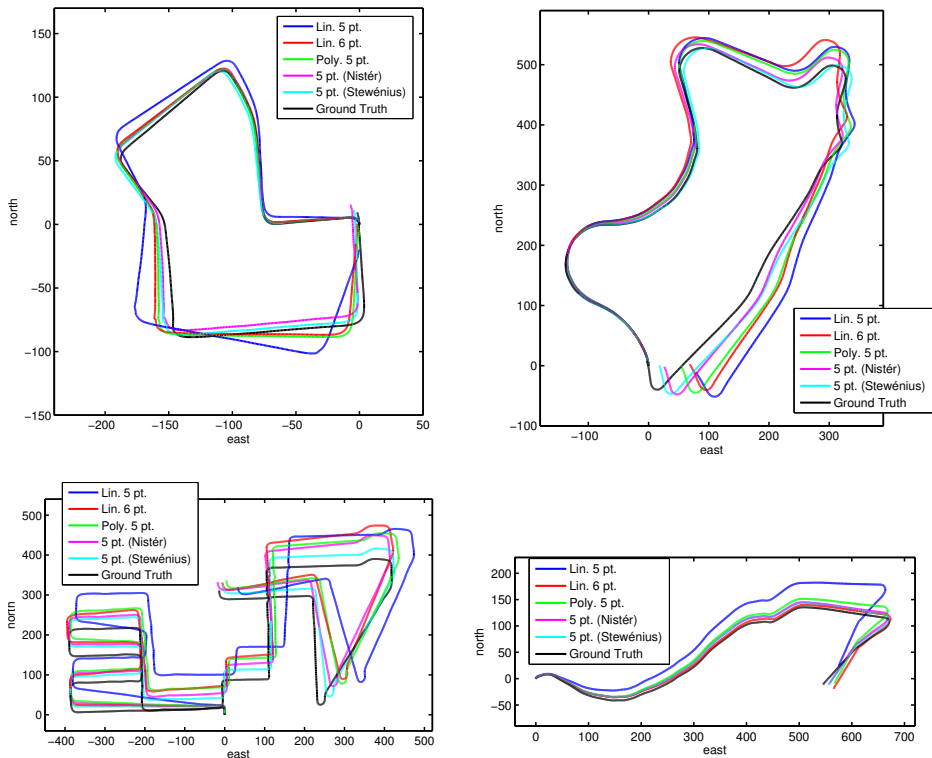 150
100
50
0
−50
−100
−150
−200
−150
−100
−50
0
50
north
east
Lin. 5 pt.
Lin. 6 pt.
Poly. 5 pt.
5 pt. (Nistér)
5 pt. (Stewénius)
Ground Truth
500
400
300
200
100
0
−100
−100
0
100
200
300
north
east
Lin. 5 pt.
Lin. 6 pt.
Poly. 5 pt.
5 pt. (Nistér)
5 pt. (Stewénius)
Ground Truth
500
400
300
200
100
0
−400
−300
−200
−100
0
100
200
300
400
500
north
east
Lin. 5 pt.
Lin. 6 pt.
Poly. 5 pt.
5 pt. (Nistér)
5 pt. (Stewénius)
Ground Truth
200
150
100
50
0
−50
0
100
200
300
400
500
600
700
north
east
Lin. 5 pt.
Lin. 6 pt.
Poly. 5 pt.
5 pt. (Nistér)
5 pt. (Stewénius)
Ground Truth